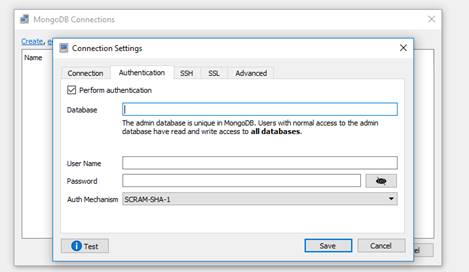 MongoDB Connections
Create, e
Name
Connection Settings
Connection
Authentication
SSH
SSL
Advanced
Perform authentication
Database
The admin database is unique in MongoDB. Users with normal access to the admin
database have read and write access to all databases.
User Name
Password
Auth Mechanism
SCRAM-SHA-1
Test
Save
Cancel
el